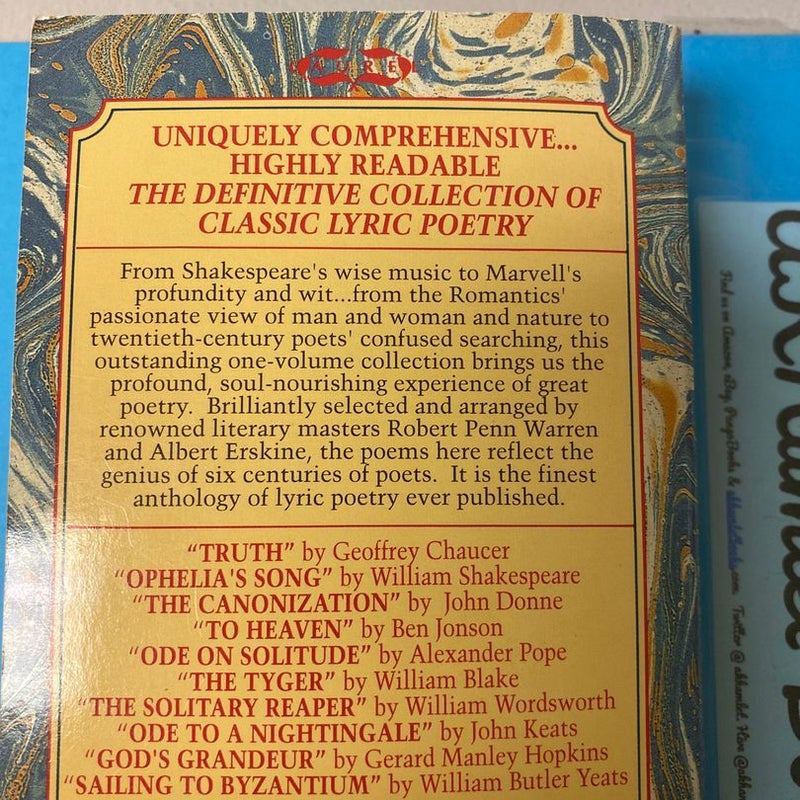 LAUREL
UNIQUELY COMPREHENSIVE...
HIGHLY READABLE
THE DEFINITIVE COLLECTION OF
CLASSIC LYRIC POETRY
From Shakespeare's wise music to Marvell's
profundity and wit...from the Romantics'
passionate view of man and woman and nature to
twentieth-century poets' confused searching, this
outstanding one-volume collection brings us the
profound, soul-nourishing experience of great
poetry. Brilliantly selected and arranged by
renowned literary masters Robert Penn Warren
and Albert Erskine, the poems here reflect the
genius of six centuries of poets. It is the finest
anthology of lyric poetry ever published.
“TRUTH” by Geoffrey Chaucer
“OPHELIA'S SONG” by William Shakespeare
“THE CANONIZATION” by John Donne
“TO HEAVEN” by Ben Jonson
“ODE ON SOLITUDE” by Alexander Pope
“THE TYGER” by William Blake
“THE SOLITARY REAPER” by William Wordsworth
“ODE TO A NIGHTINGALE” by John Keats
“GOD'S GRANDEUR” by Gerard Manley Hopkins
“SAILING TO BYZANTIUM” by William Butler Yeats
Find us on Amazon, eBay, &
Twitter @